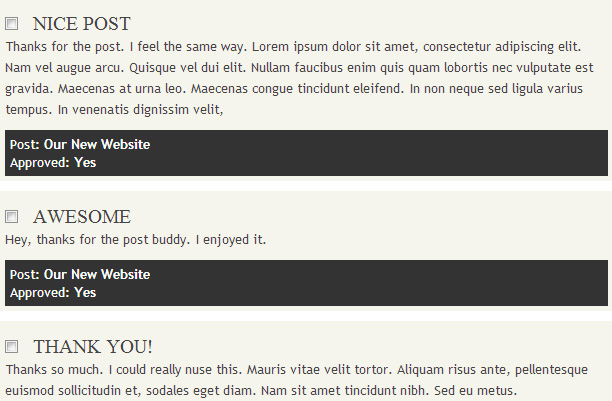 NICE POST
Thanks for the post. I feel the same way. Lorem ipsum dolor sit amet, consectetur adipiscing elit.
Nam vel augue arcu. Quisque vel dui elit. Nullam faucibus enim quis quam lobortis nec vulputate est
gravida. Maecenas at urna leo. Maecenas congue tincidunt eleifend. In non neque sed ligula varius
tempus. In venenatis dignissim velit,
Post: Our New Website
Approved: Yes
AWESOME
Hey, thanks for the post buddy. I enjoyed it.
Post: Our New Website
Approved: Yes
THANK YOU!
Thanks so much. I could really nuse this. Mauris vitae velit tortor. Aliquam risus ante, pellentesque
euismod sollicitudin et, sodales eget diam. Nam sit amet tincidunt nibh. Sed eu metus.